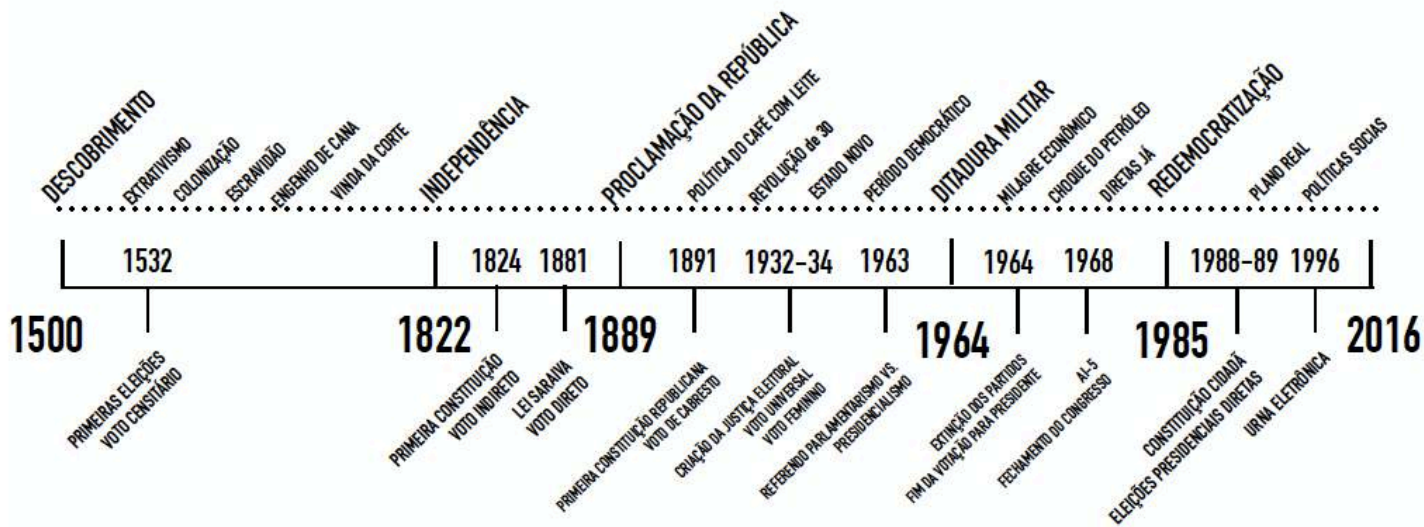 DESCOBRIMENTO
EXTRATIVISMO
COLONIZAÇÃO
ESCRAVIDÃO
ENGENHO DE CANA
VINDA DA CORTE
INDEPENDÊNCIA
PROCLAMAÇÃO DA REPÚBLICA
POLÍTICA DO CAFÉ COM LEITE
REVOLUÇÃO de 30
ESTADO NOVO
PERÍODO DEMOCRÁTICO
DITADURA MILITAR
MILAGRE ECONÔMICO
CHOQUE DO PETRÓLEO
DIRETAS JÁ
REDEMOCRATIZAÇÃO
PLANO REAL
POLÍTICAS SOCIAS
1532
1824
1881
1891
1932-34
1963
1964
1968
1988-89
1996
1500
1822
1889
1964
1985
2016
PRIMEIRAS ELEIÇÕES
VOTO CENSTIÁRIO
PRIMEIRA CONSTITUIÇÃO
VOTO INDIRETO
LEI SARAIVA
VOTO DIRETO
PRIMEIRA CONSTITUIÇÃO REPUBLICANA
VOTO DE CABRESTO
CRIAÇÃO DA JUSTIÇA ELEITORAL
VOTO UNIVERSAL
VOTO FEMININO
REFERENDO PARLAMENTARISMO VS.
PRESIDENCIALISMO
EXTINÇÃO DOS PARTIDOS
FIM DA VOTAÇÃO PARA PRESIDENTE
AI-5
FECHAMENTO DO CONGRESSO
CONSTITUIÇÃO CIDADÃ
ELEIÇÕES PRESIDENCIAIS DIRETAS
URNA ELETRÔNICA